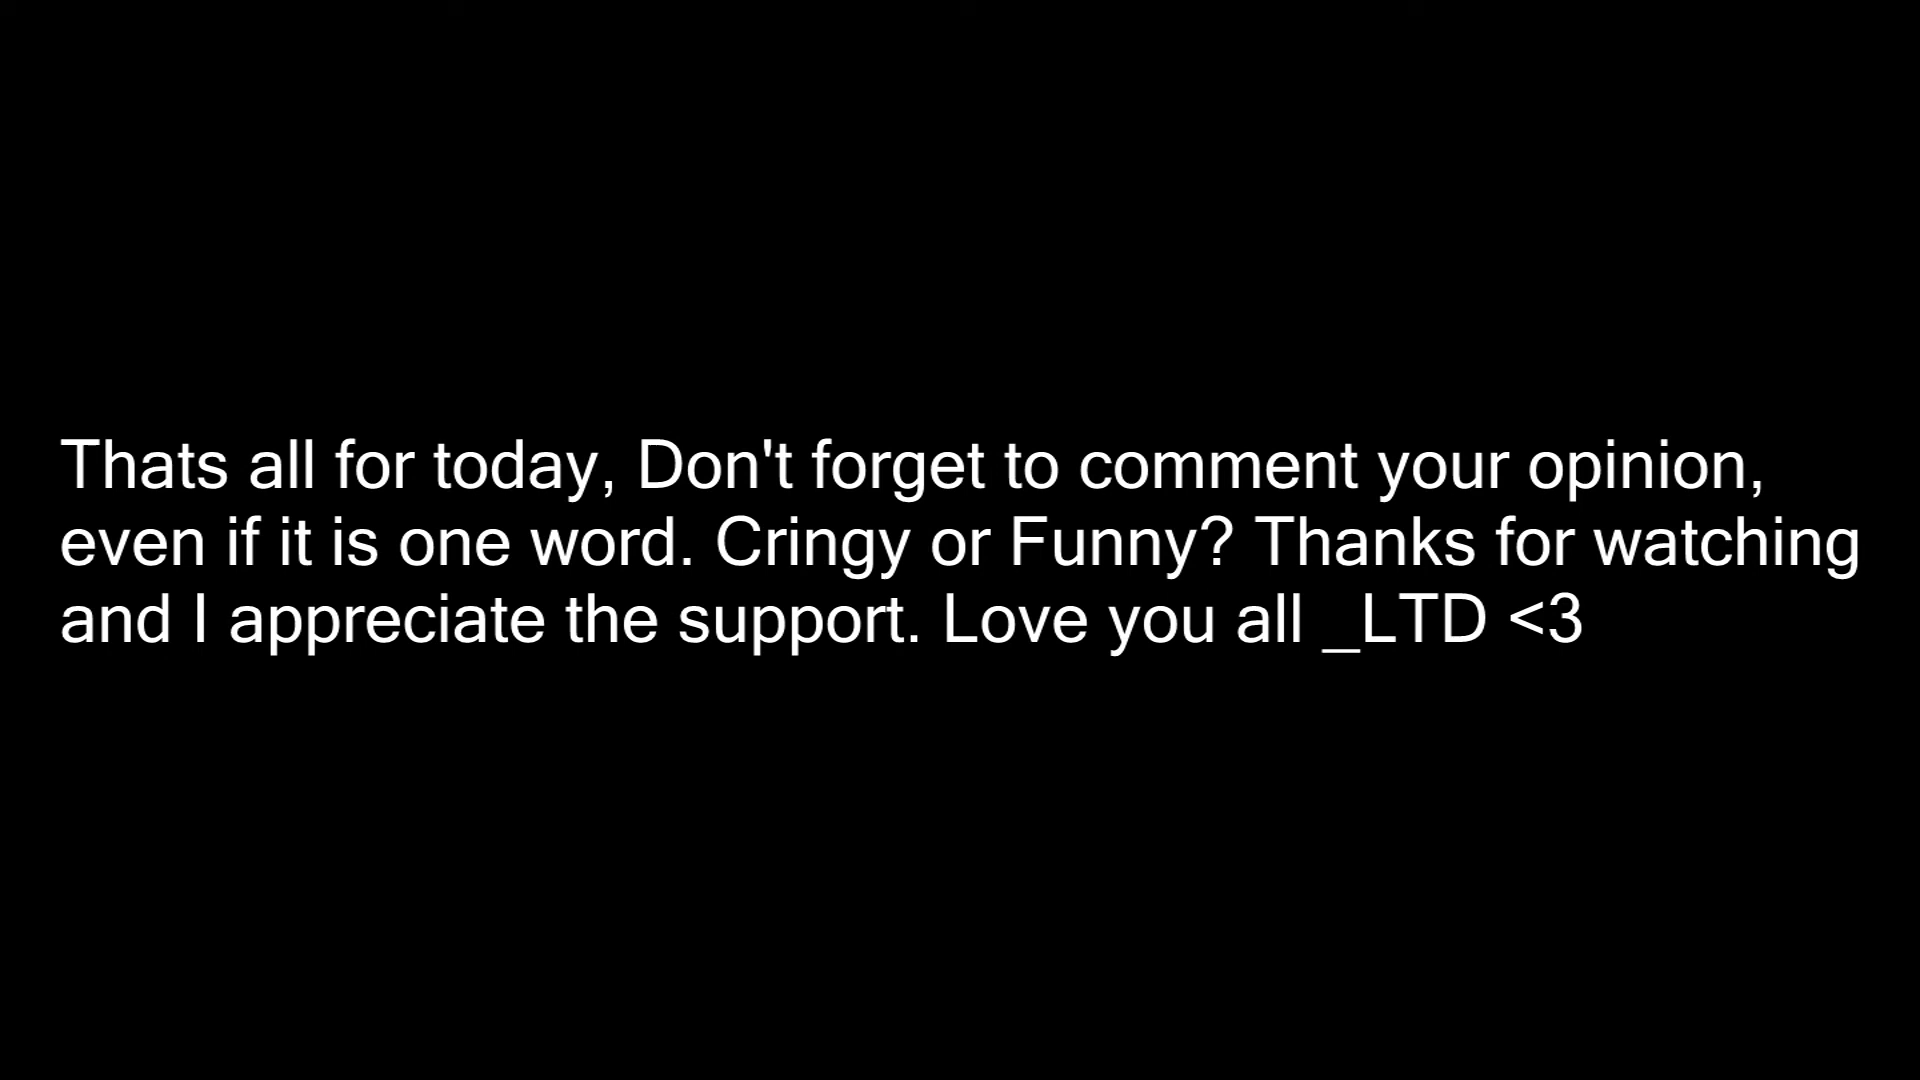 Thats all for today, Don't forget to comment your opinion,
even if it is one word. Cringy or Funny? Thanks for watching
and I appreciate the support. Love you all _LTD <3